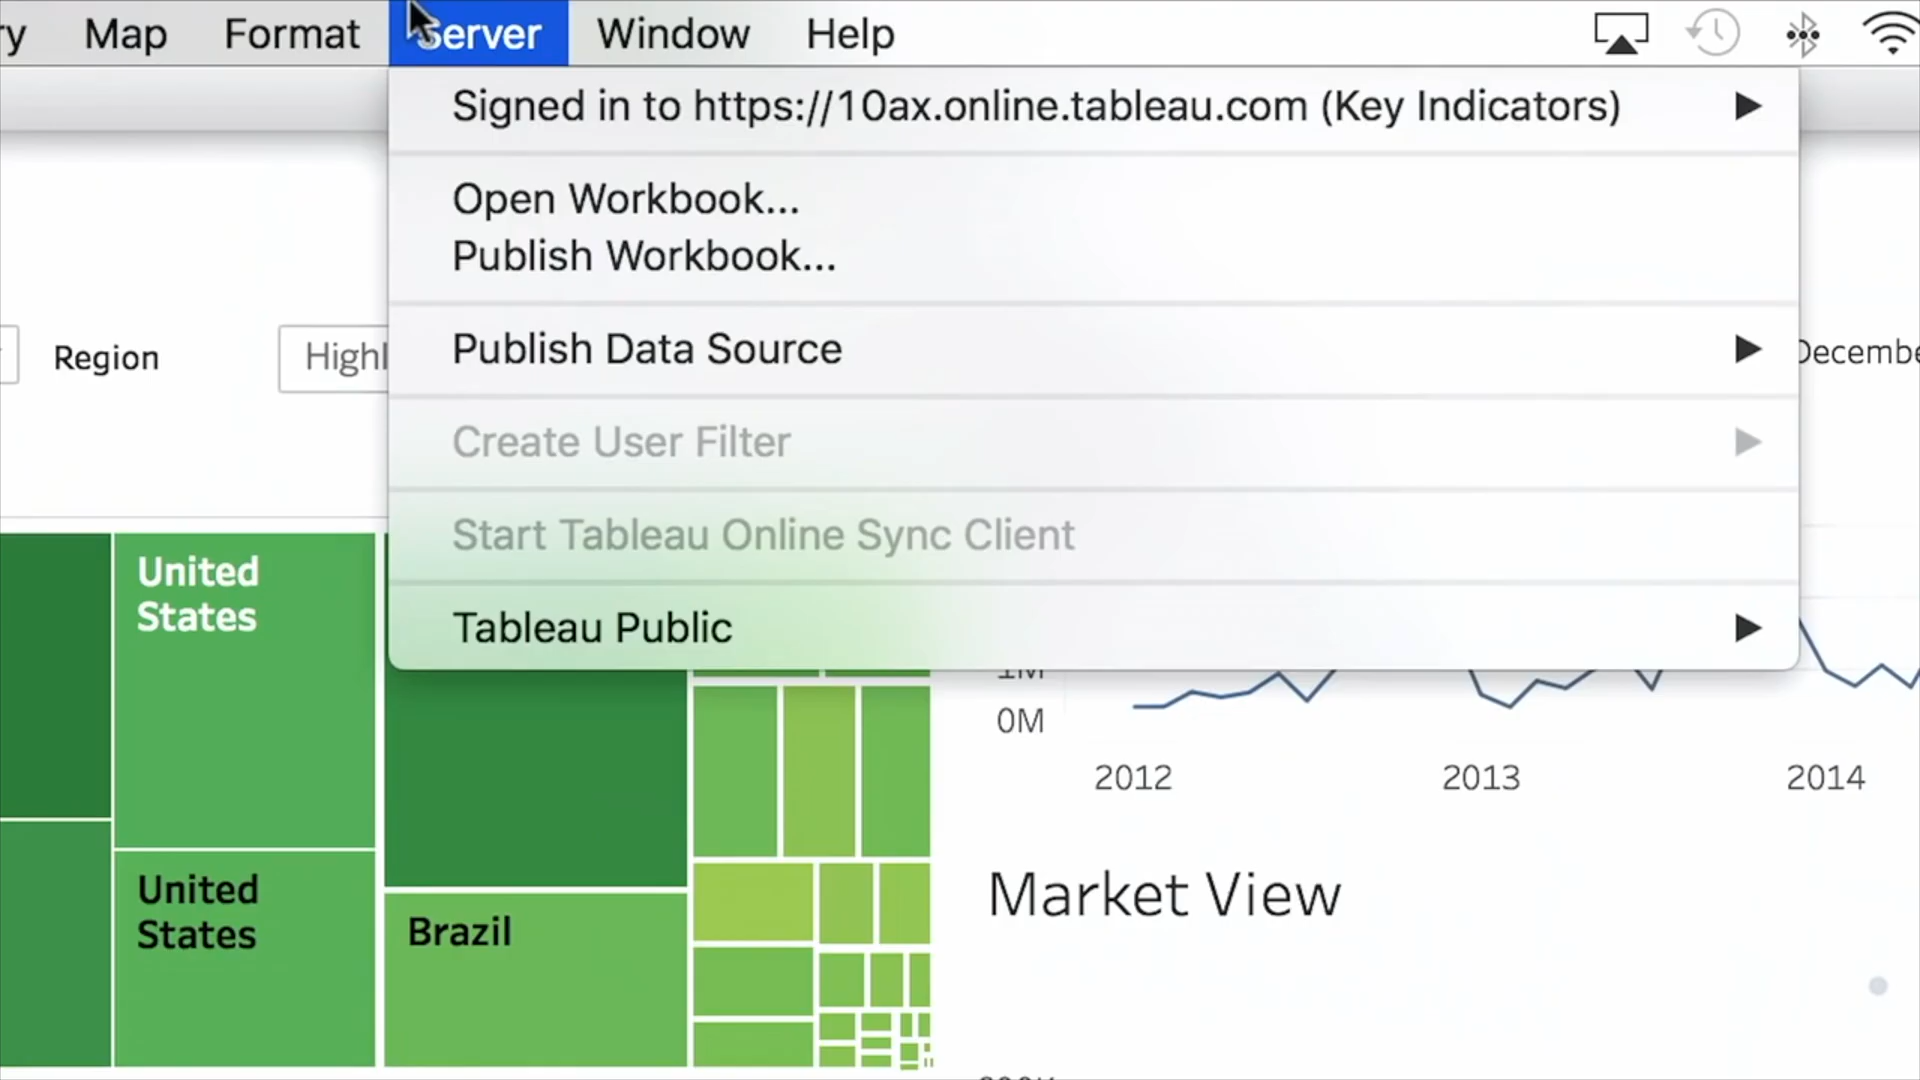 Map Format Server Window Help
Signed in to https://10ax.online.tableau.com (Key Indicators)
Open Workbook...
Publish Workbook...
Publish Data Source
Create User Filter
Start Tableau Online Sync Client
Tableau Public
Region
United
States
United
States
Brazil
0M
2012 2013 2014
Market View